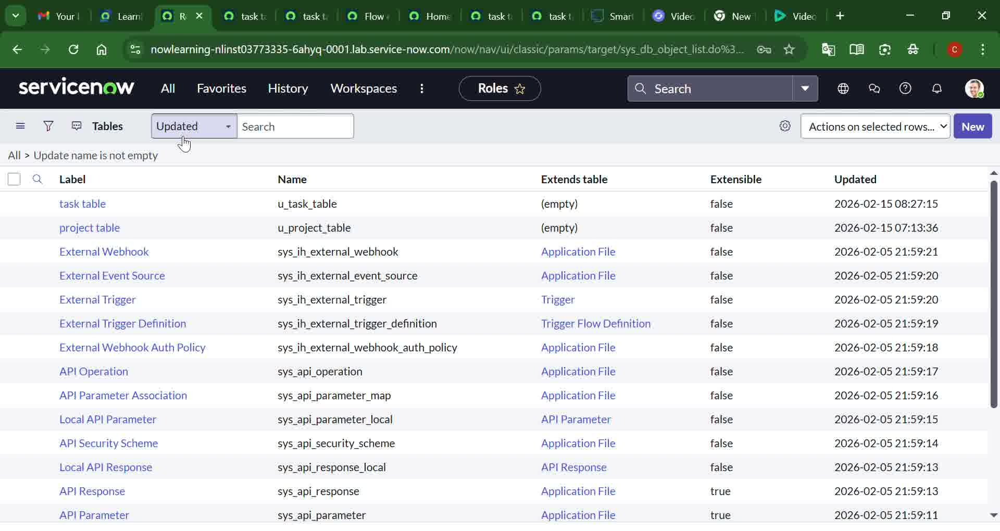 Your
Learn
R
task t
task t
Flow
Home
task t
task t
Smart
Video
New
Video
nowlearning-nlinst03773335-6ahyq-0001.lab.service-now.com/now/nav/ui/classic/params/target/sys_db_object_list.do%3...
C
servicenow All Favorites History Workspaces Roles Search
Tables Updated Search Actions on selected rows... New
All > Update name is not empty
Label Name Extends table Extensible Updated
task table u_task_table (empty) false 2026-02-15 08:27:15
project table u_project_table (empty) false 2026-02-15 07:13:36
External Webhook sys_ih_external_webhook Application File false 2026-02-05 21:59:21
External Event Source sys_ih_external_event_source Application File false 2026-02-05 21:59:20
External Trigger sys_ih_external_trigger Trigger false 2026-02-05 21:59:20
External Trigger Definition sys_ih_external_trigger_definition Trigger Flow Definition false 2026-02-05 21:59:19
External Webhook Auth Policy sys_ih_external_webhook_auth_policy Application File false 2026-02-05 21:59:18
API Operation sys_api_operation Application File false 2026-02-05 21:59:17
API Parameter Association sys_api_parameter_map Application File false 2026-02-05 21:59:16
Local API Parameter sys_api_parameter_local API Parameter false 2026-02-05 21:59:15
API Security Scheme sys_api_security_scheme Application File false 2026-02-05 21:59:14
Local API Response sys_api_response_local API Response false 2026-02-05 21:59:13
API Response sys_api_response Application File true 2026-02-05 21:59:13
API Parameter sys_api_parameter Application File true 2026-02-05 21:59:11